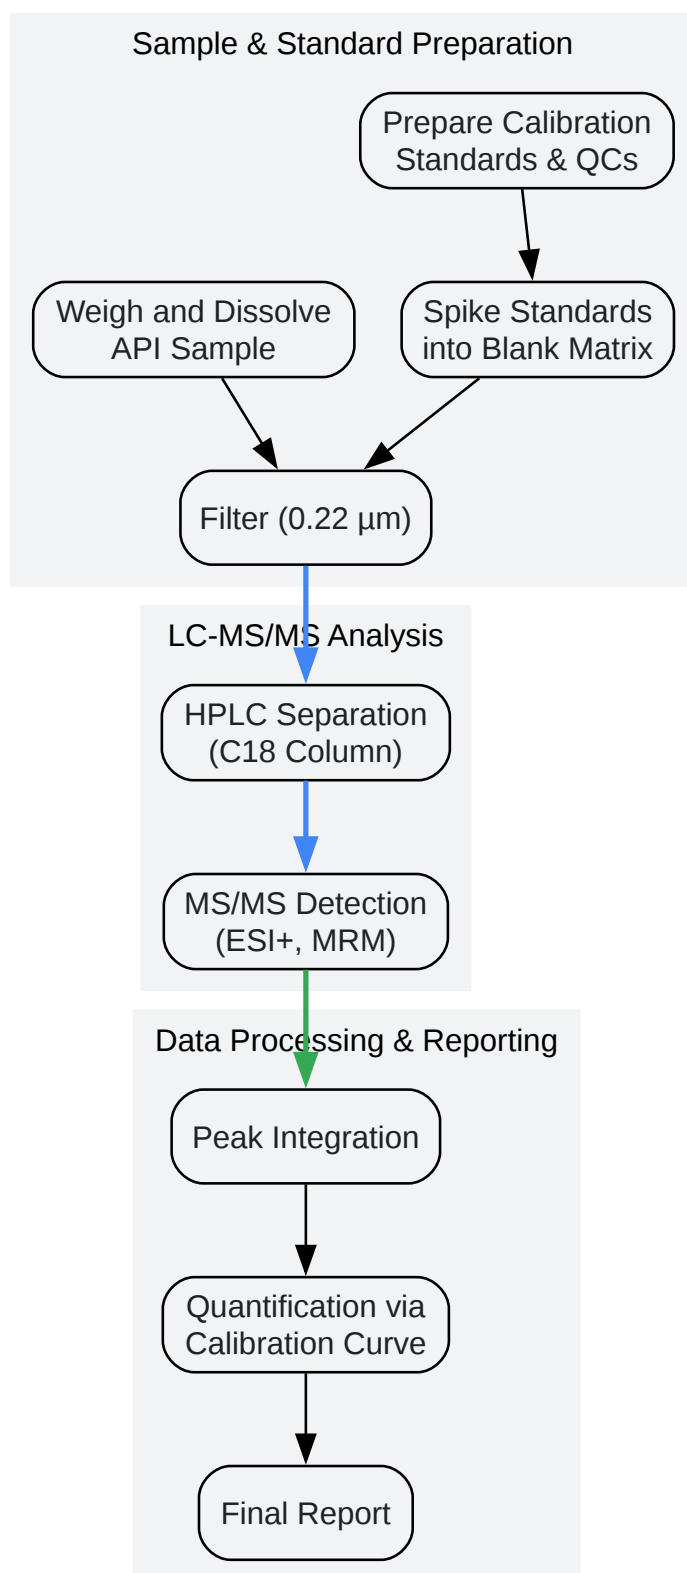 Sample & Standard Preparation
Prepare Calibration
Standards & QCs
Weigh and Dissolve
API Sample
Spike Standards
into Blank Matrix
Filter (0.22 µm)
LC-MS/MS Analysis
HPLC Separation
(C18 Column)
MS/MS Detection
(ESI+, MRM)
Data Processing & Reporting
Peak Integration
Quantification via
Calibration Curve
Final Report